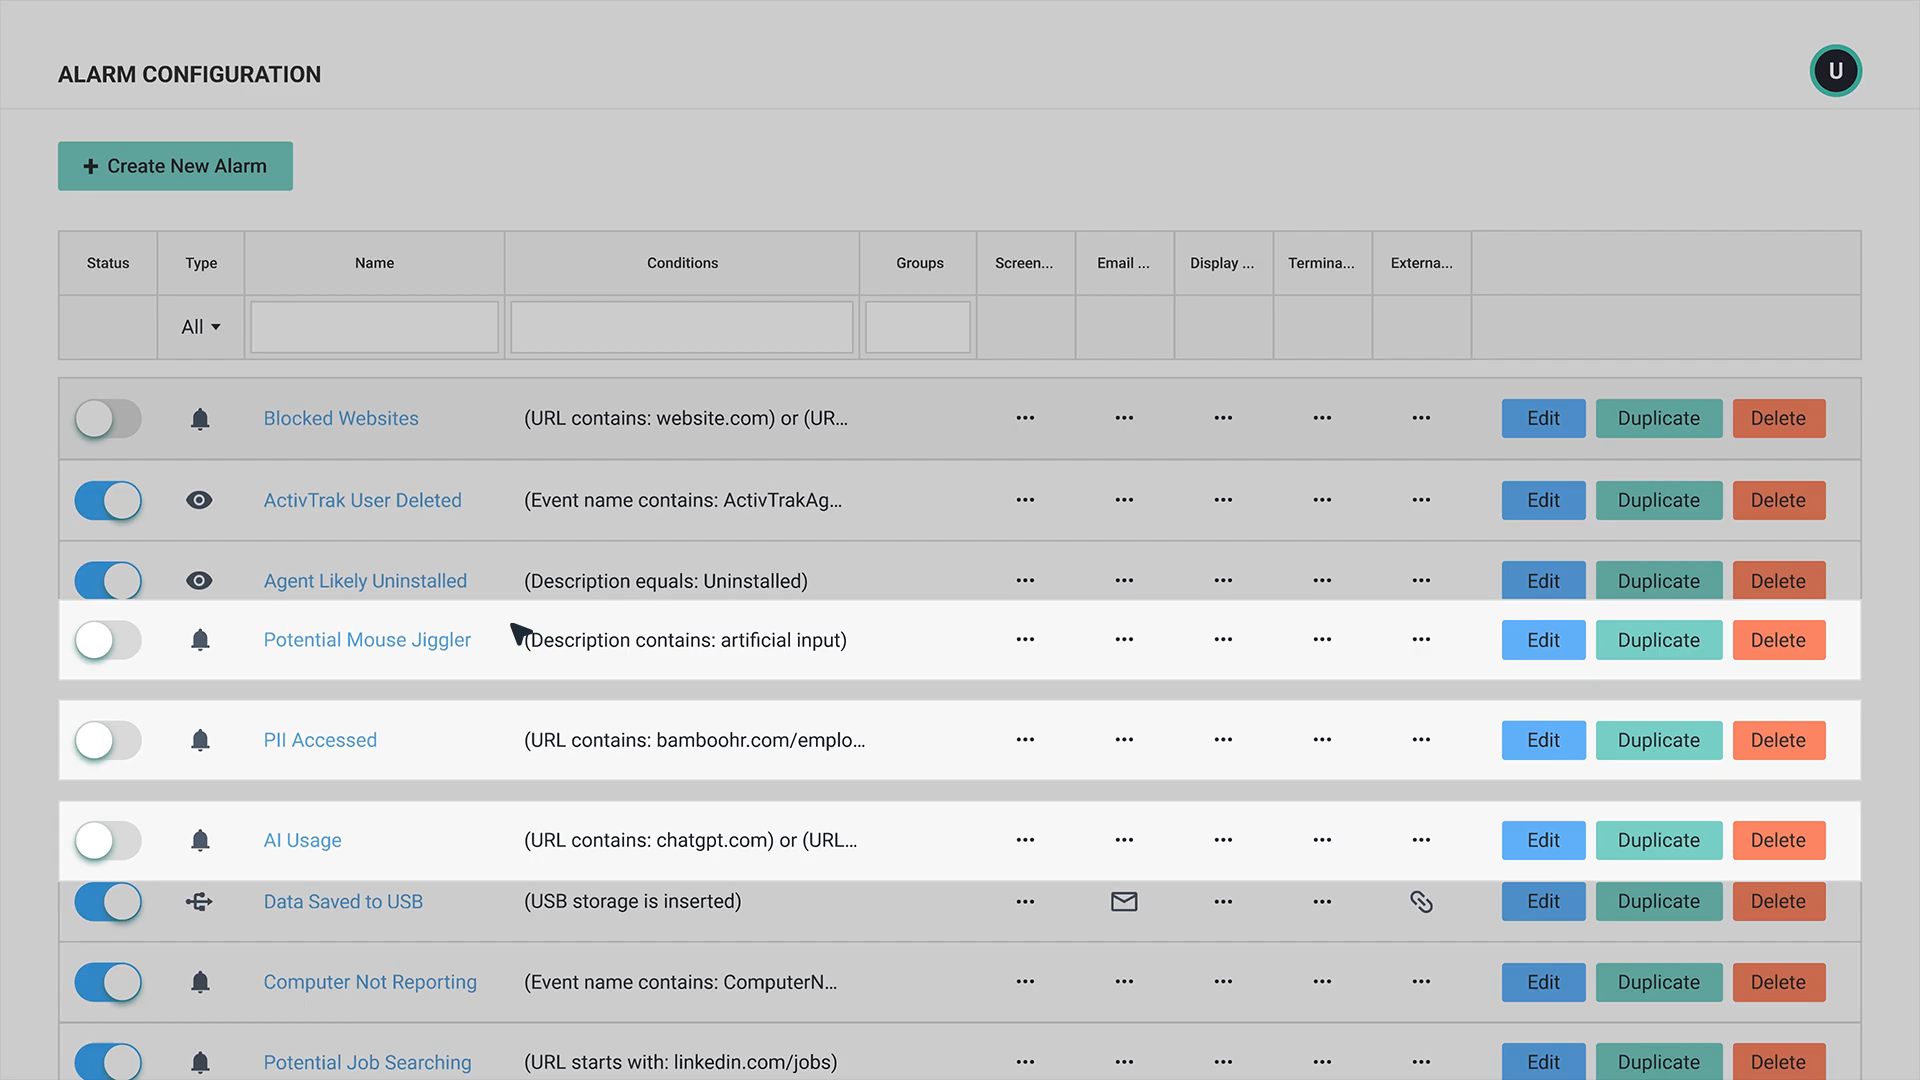 ALARM CONFIGURATION
U
+ Create New Alarm
Status Type Name Conditions Groups Screen... Email ... Display ... Termina... Externa...
All
Blocked Websites (URL contains: website.com) or (UR... ... ... ... ... ... Edit Duplicate Delete
ActivTrak User Deleted (Event name contains: ActivTrakAg... ... ... ... ... ... Edit Duplicate Delete
Agent Likely Uninstalled (Description equals: Uninstalled) ... ... ... ... ... Edit Duplicate Delete
Potential Mouse Jiggler (Description contains: artificial input) ... ... ... ... ... Edit Duplicate Delete
PII Accessed (URL contains: bamboohr.com/emplo... ... ... ... ... ... Edit Duplicate Delete
AI Usage (URL contains: chatgpt.com) or (URL... ... ... ... ... ... Edit Duplicate Delete
Data Saved to USB (USB storage is inserted) ... ... ... Edit Duplicate Delete
Computer Not Reporting (Event name contains: ComputerN... ... ... ... ... ... Edit Duplicate Delete
Potential Job Searching (URL starts with: linkedin.com/jobs) ... ... ... ... ... Edit Duplicate Delete